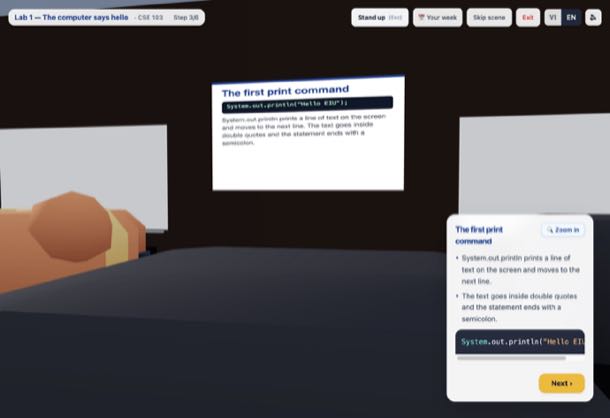 Lab 1 — The computer says hello · CSE 103 Step 3/6
Stand up
Your week
Skip scene
Exit
VI EN
The first print command
System.out.println("Hello EIU");
System.out.println prints a line of text on the screen
and moves to the next line. The text goes inside
double quotes and the statement ends with a
semicolon.
The first print
command
Zoom in
• System.out.println prints a line of
text on the screen and moves to the
next line.
• The text goes inside double quotes
and the statement ends with a
semicolon.
System.out.println("Hello EIU
Next ›